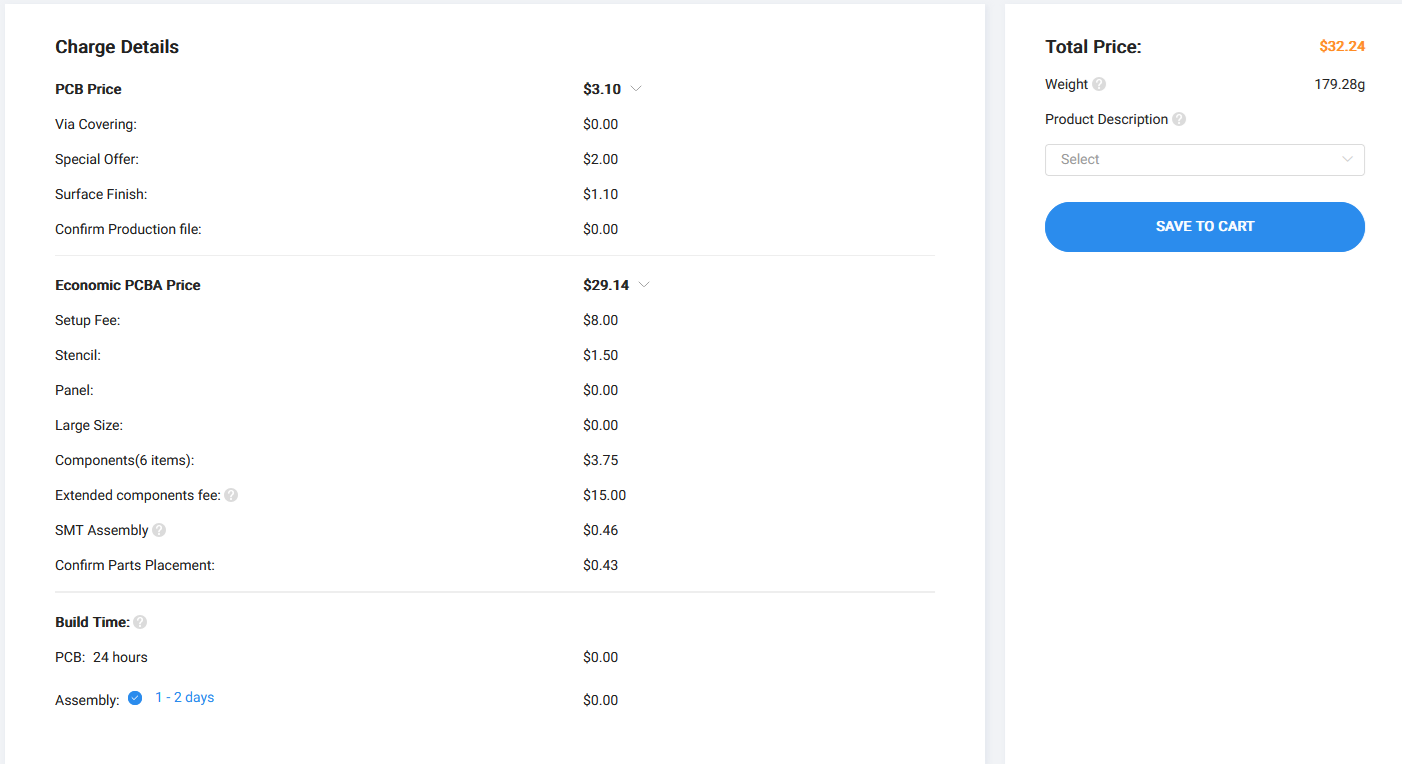 Charge Details
PCB Price $3.10
Via Covering: $0.00
Special Offer: $2.00
Surface Finish: $1.10
Confirm Production file: $0.00
Economic PCBA Price $29.14
Setup Fee: $8.00
Stencil: $1.50
Panel: $0.00
Large Size: $0.00
Components(6 items): $3.75
Extended components fee: ? $15.00
SMT Assembly ? $0.46
Confirm Parts Placement: $0.43
Build Time: ?
PCB: 24 hours $0.00
Assembly: 1 - 2 days $0.00
Total Price: $32.24
Weight ? 179.28g
Product Description ?
Select
SAVE TO CART